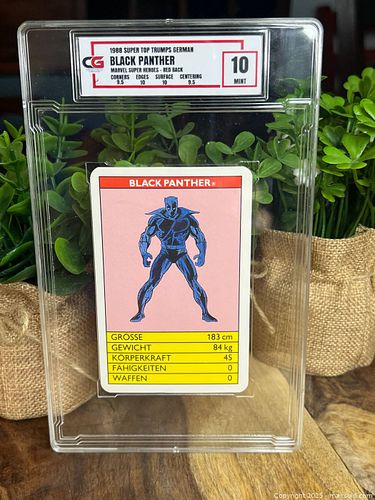 1988 SUPER TOP TRUMPS GERMAN
BLACK PANTHER
MARVEL SUPER HEROES - RED BACK
CORNERS EDGES SURFACE CENTERING
9.5 10 10 9.5
CG
10
MINT
BLACK PANTHER
GRÖSSE 183 cm
GEWICHT 84 kg
KÖRPERKRAFT 45
FÄHIGKEITEN 0
WAFFEN 0